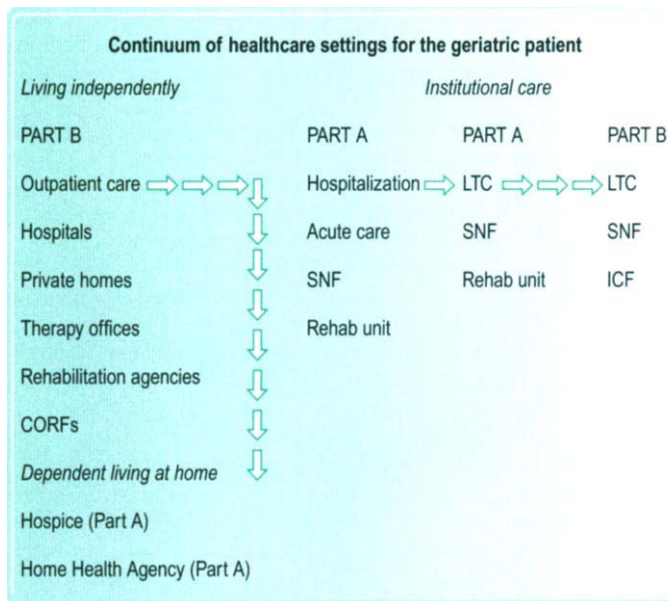 Continuum of healthcare settings for the geriatric patient
Living independently Institutional care
PART B PART A PART A PART B
Outpatient care Hospitalization LTC LTC
Hospitals Acute care SNF SNF
Private homes SNF Rehab unit ICF
Therapy offices Rehab unit
Rehabilitation agencies
CORFs
Dependent living at home
Hospice (Part A)
Home Health Agency (Part A)